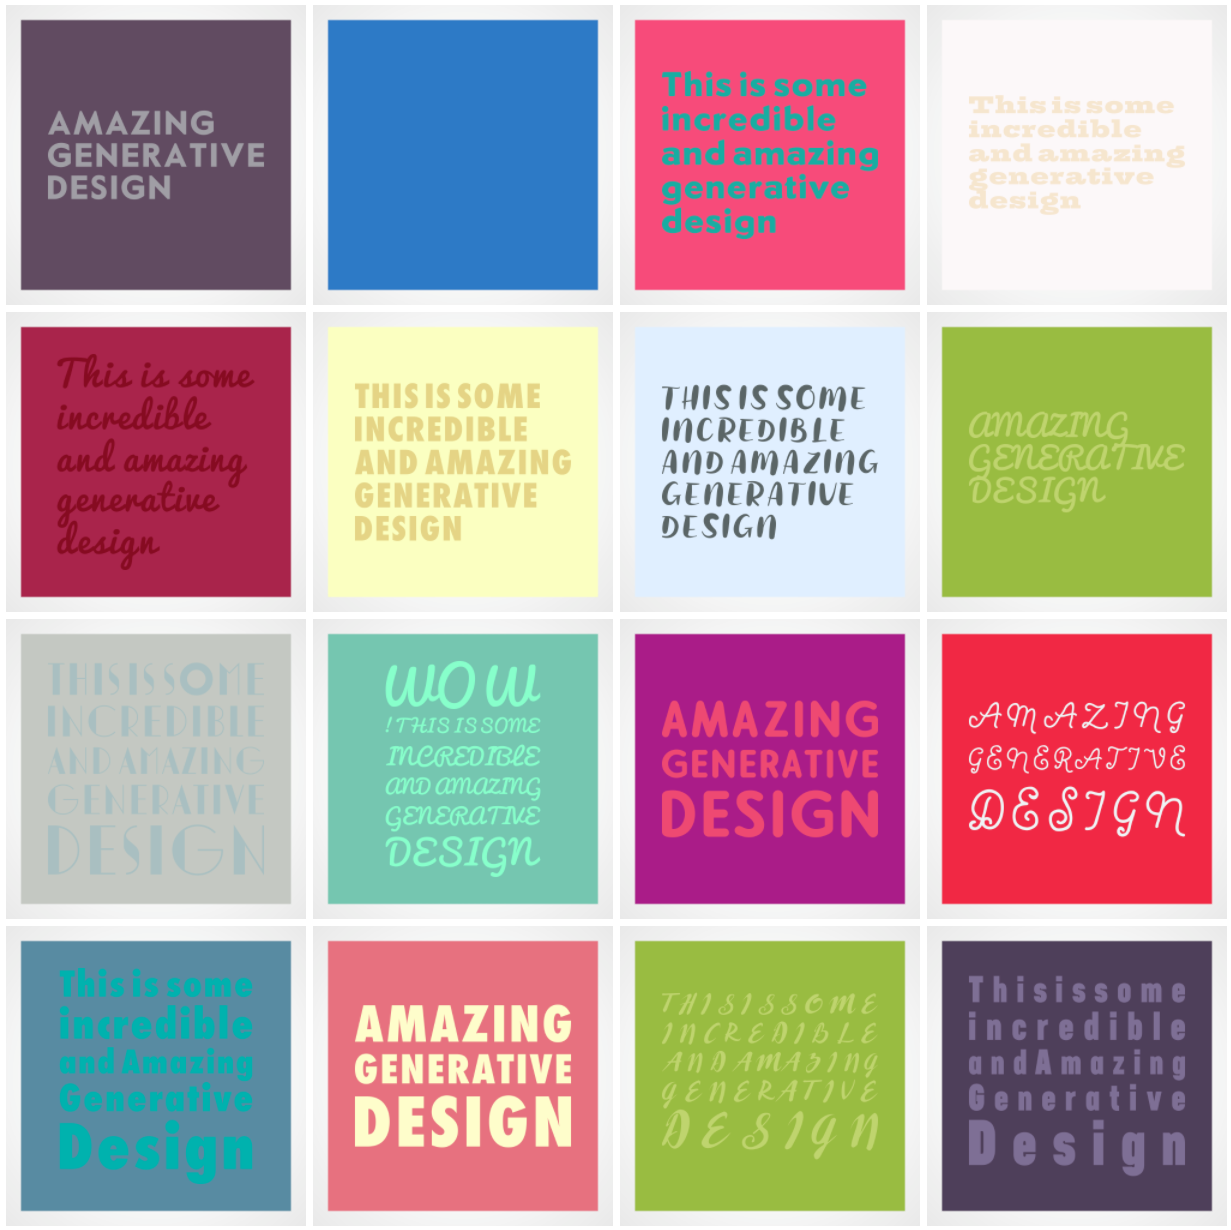 AMAZING
GENERATIVE
DESIGN
This is some
incredible
and amazing
generative
design
This is some
incredible
and amazing
generative
design
This is some
incredible
and amazing
generative
design
THIS IS SOME
INCREDIBLE
AND AMAZING
GENERATIVE
DESIGN
THIS IS SOME
INCREDIBLE
AND AMAZING
GENERATIVE
DESIGN
AMAZING
GENERATIVE
DESIGN
THIS IS SOME
INCREDIBLE
AND AMAZING
GENERATIVE
DESIGN
WOW
! THIS IS SOME
INCREDIBLE
AND AMAZING
GENERATIVE
DESIGN
AMAZING
GENERATIVE
DESIGN
AMAZING
GENERATIVE
DESIGN
This is some
incredible
and Amazing
Generative
Design
AMAZING
GENERATIVE
DESIGN
THIS IS SOME
INCREDIBLE
AND AMAZING
GENERATIVE
DESIGN
This is some
incredible
and Amazing
Generative
Design